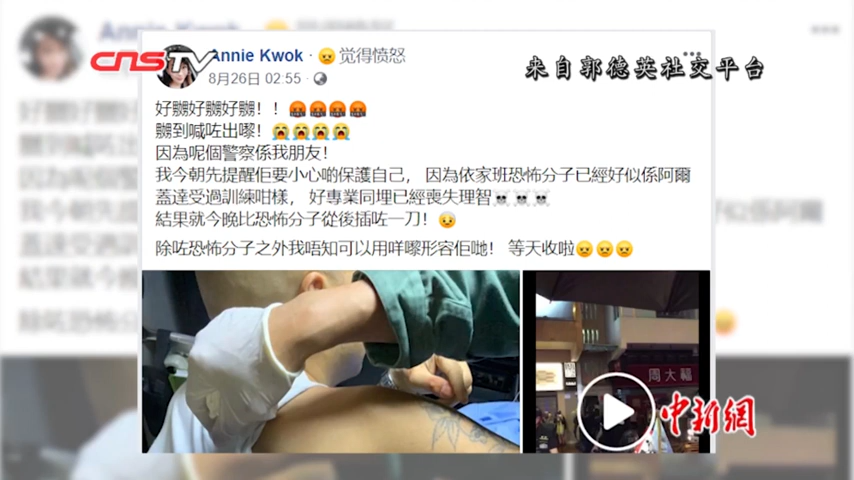 CNSTV
Annie Kwok · 觉得愤怒
8月26日 02:55
来自郭德英社交平台
好嬲好嬲好嬲！！
嬲到喊咗出嚟！
因為呢個警察係我朋友！
我今朝先提醒佢要小心啲保護自己， 因為依家班恐怖分子已經好似係阿爾
蓋達受過訓練咁樣， 好專業同埋已經喪失理智
結果就今晚比恐怖分子從後插咗一刀！
除咗恐怖分子之外我唔知可以用咩嚟形容佢哋！ 等天收啦
周大福
中新網